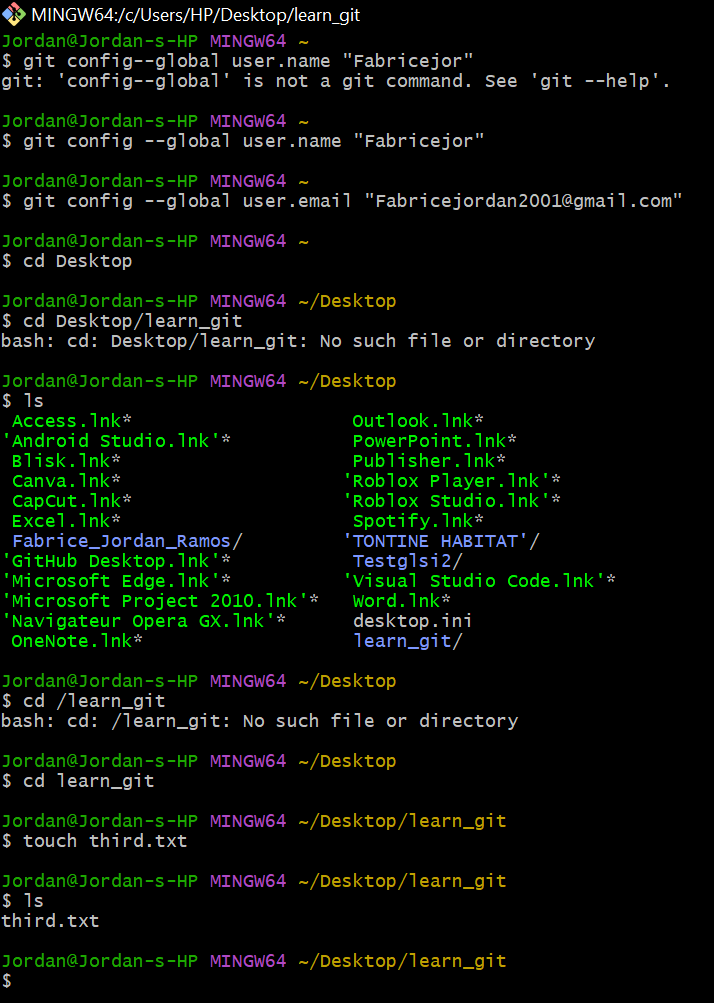 MINGW64:/c/Users/HP/Desktop/learn_git
Jordan@Jordan-s-HP MINGW64 ~
$ git config--global user.name "Fabricejor"
git: 'config--global' is not a git command. See 'git --help'.
Jordan@Jordan-s-HP MINGW64 ~
$ git config --global user.name "Fabricejor"
Jordan@Jordan-s-HP MINGW64 ~
$ git config --global user.email "Fabricejordan2001@gmail.com"
Jordan@Jordan-s-HP MINGW64 ~
$ cd Desktop
Jordan@Jordan-s-HP MINGW64 ~/Desktop
$ cd Desktop/learn_git
bash: cd: Desktop/learn_git: No such file or directory
Jordan@Jordan-s-HP MINGW64 ~/Desktop
$ ls
Access.lnk* Outlook.lnk*
'Android Studio.lnk'* PowerPoint.lnk*
Blisk.lnk* Publisher.lnk*
Canva.lnk* 'Roblox Player.lnk'*
CapCut.lnk* 'Roblox Studio.lnk'*
Excel.lnk* Spotify.lnk*
Fabrice_Jordan_Ramos/ 'TONTINE HABITAT'/
'GitHub Desktop.lnk'* Testglsi2/
'Microsoft Edge.lnk'* 'Visual Studio Code.lnk'*
'Microsoft Project 2010.lnk'* Word.lnk*
'Navigateur Opera GX.lnk'* desktop.ini
OneNote.lnk* learn_git/
Jordan@Jordan-s-HP MINGW64 ~/Desktop
$ cd /learn_git
bash: cd: /learn_git: No such file or directory
Jordan@Jordan-s-HP MINGW64 ~/Desktop
$ cd learn_git
Jordan@Jordan-s-HP MINGW64 ~/Desktop/learn_git
$ touch third.txt
Jordan@Jordan-s-HP MINGW64 ~/Desktop/learn_git
$ ls
third.txt
Jordan@Jordan-s-HP MINGW64 ~/Desktop/learn_git
$